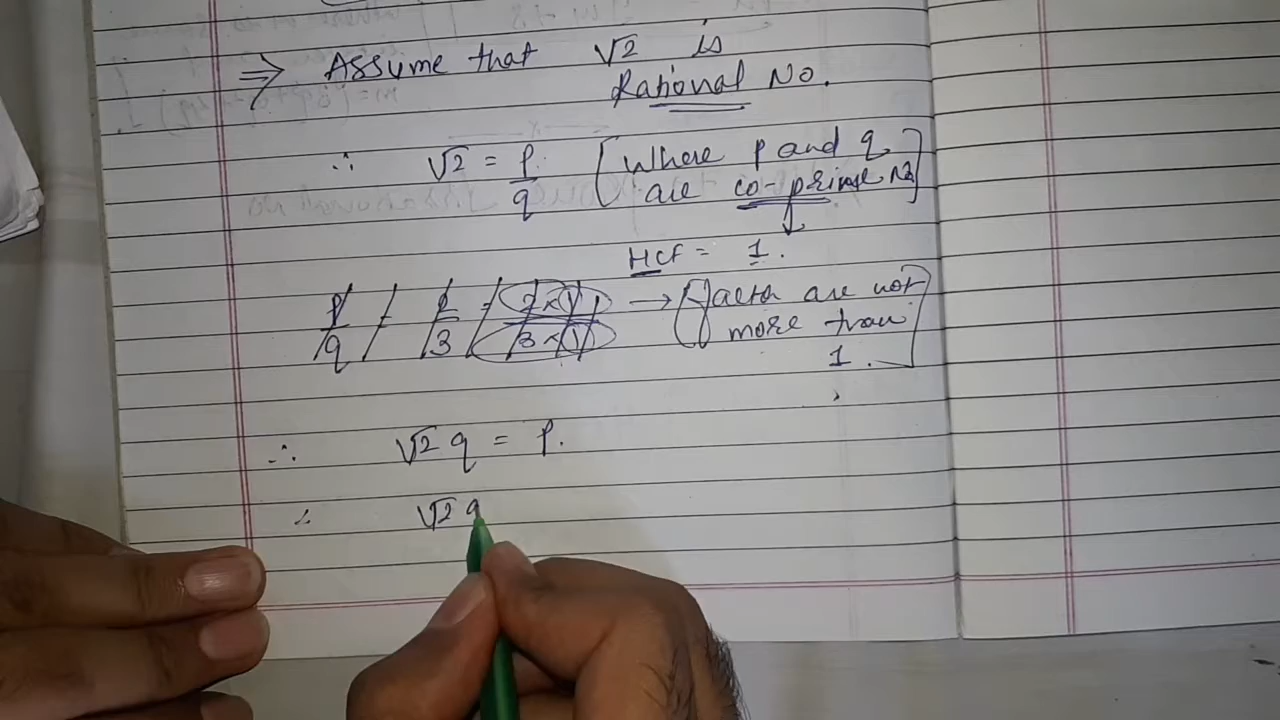 ⇒ Assume that √2 is
Rational No.
∴ √2 = p/q [Where p and q
are co-prime No]
HCF = 1.
p/q = 2/3 = 2×1/3×1 → [factor are not
more than
1.]
∴ √2 q = p.
∴ √2 q